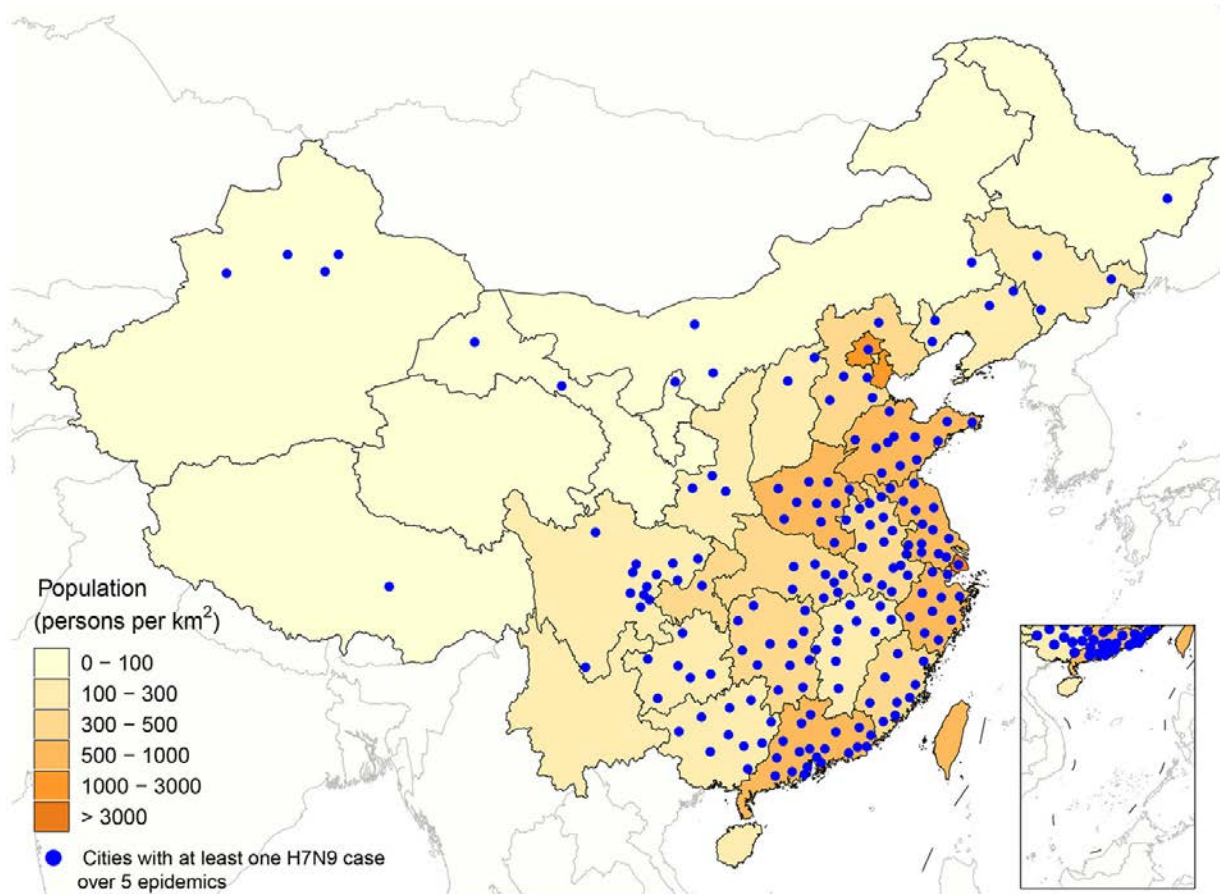 Population
(persons per km²)
0 – 100
100 – 300
300 – 500
500 – 1000
1000 – 3000
> 3000
Cities with at least one H7N9 case
over 5 epidemics